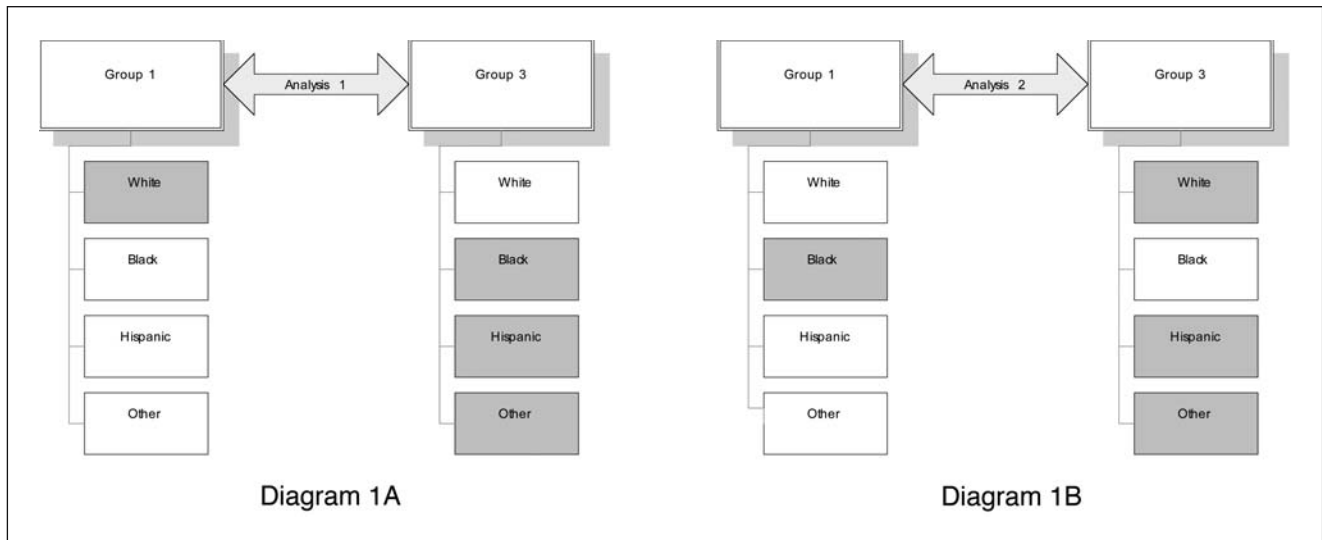 Group 1
Analysis 1
Group 3
White
Black
Hispanic
Other
White
Black
Hispanic
Other
Diagram 1A
Group 1
Analysis 2
Group 3
White
Black
Hispanic
Other
White
Black
Hispanic
Other
Diagram 1B